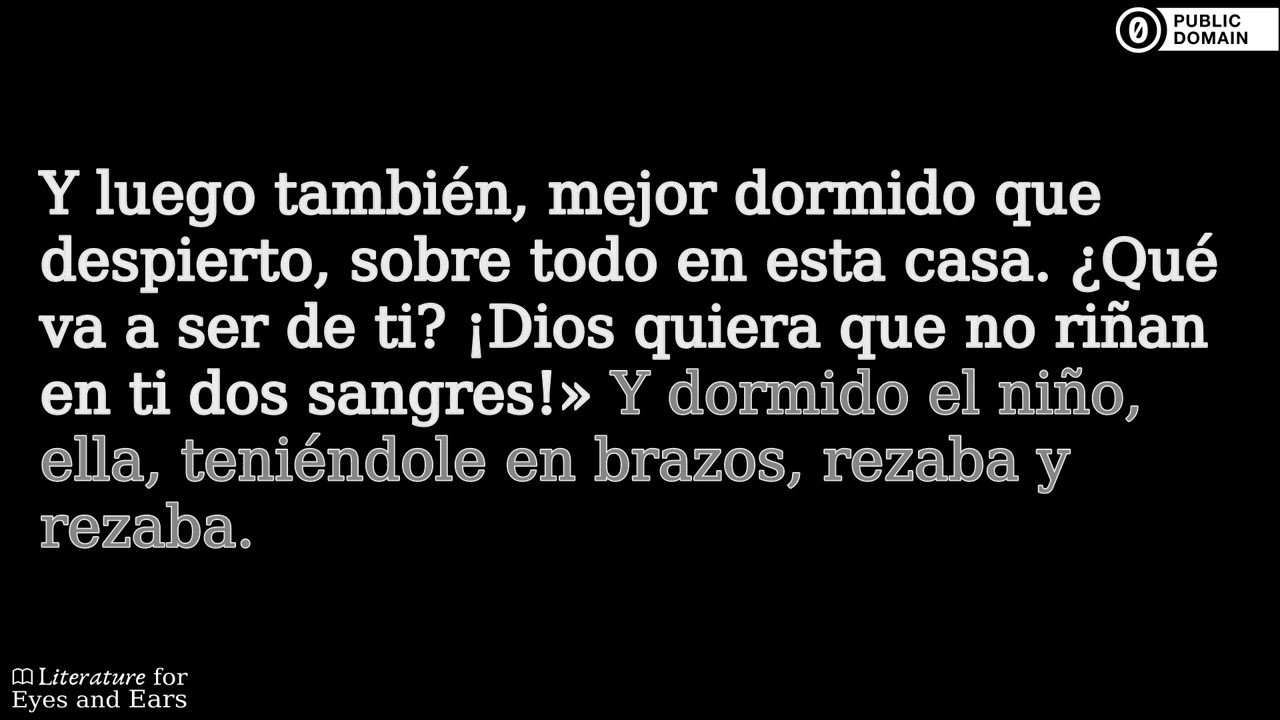 PUBLIC
DOMAIN
Y luego también, mejor dormido que
despierto, sobre todo en esta casa. ¿Qué
va a ser de ti? ¡Dios quiera que no riñan
en ti dos sangres!» Y dormido el niño,
ella, teniéndole en brazos, rezaba y
rezaba.
Literature for
Eyes and Ears